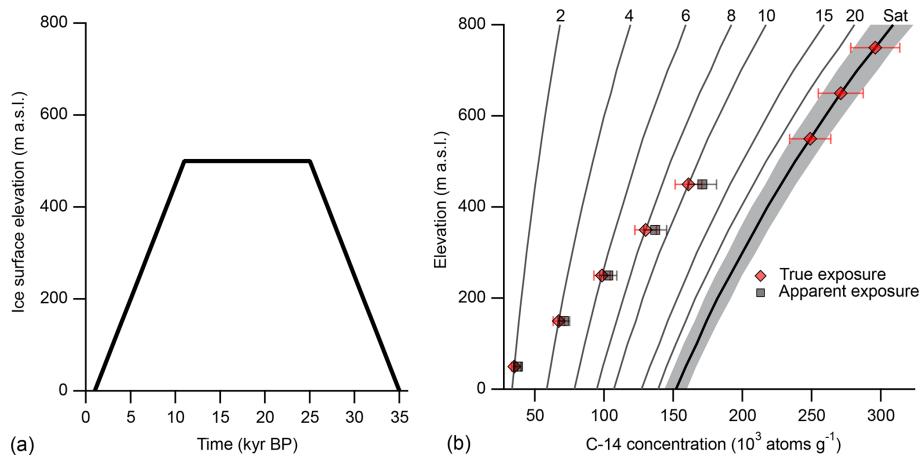 800
600
400
200
0
Ice surface elevation (m a.s.l.)
0 5 10 15 20 25 30 35
Time (kyr BP)
(a)
2 4 6 8 10 15 20 Sat
800
600
400
200
0
Elevation (m a.s.l.)
True exposure
Apparent exposure
50 100 150 200 250 300
C-14 concentration (10³ atoms g⁻¹)
(b)